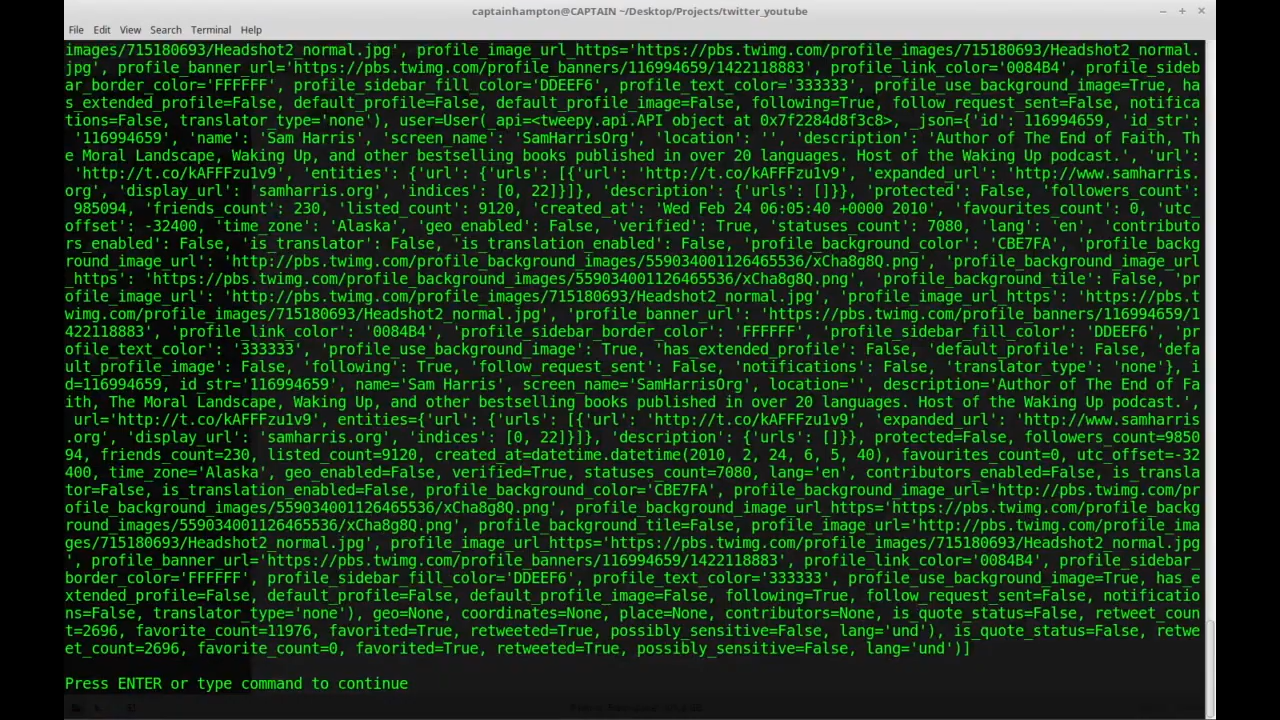 captainhampton@CAPTAIN ~/Desktop/Projects/twitter_youtube
File Edit View Search Terminal Help
images/715180693/Headshot2_normal.jpg', profile_image_url_https='https://pbs.twimg.com/profile_images/715180693/Headshot2_normal.
jpg', profile_banner_url='https://pbs.twimg.com/profile_banners/116994659/1422118883', profile_link_color='0084B4', profile_sideb
ar_border_color='FFFFFF', profile_sidebar_fill_color='DDEEF6', profile_text_color='333333', profile_use_background_image=True, ha
s_extended_profile=False, default_profile=False, default_profile_image=False, following=True, follow_request_sent=False, notifica
tions=False, translator_type='none'), user=User(_api=<tweepy.api.API object at 0x7f2284d8f3c8>, _json={'id': 116994659, 'id_str':
 '116994659', 'name': 'Sam Harris', 'screen_name': 'SamHarrisOrg', 'location': '', 'description': 'Author of The End of Faith, Th
e Moral Landscape, Waking Up, and other bestselling books published in over 20 languages. Host of the Waking Up podcast.', 'url':
 'http://t.co/kAFFFzu1v9', 'entities': {'url': {'urls': [{'url': 'http://t.co/kAFFFzu1v9', 'expanded_url': 'http://www.samharris.
org', 'display_url': 'samharris.org', 'indices': [0, 22]}]}, 'description': {'urls': []}}, 'protected': False, 'followers_count':
 985094, 'friends_count': 230, 'listed_count': 9120, 'created_at': 'Wed Feb 24 06:05:40 +0000 2010', 'favourites_count': 0, 'utc_
offset': -32400, 'time_zone': 'Alaska', 'geo_enabled': False, 'verified': True, 'statuses_count': 7080, 'lang': 'en', 'contributo
rs_enabled': False, 'is_translator': False, 'is_translation_enabled': False, 'profile_background_color': 'CBE7FA', 'profile_backg
round_image_url': 'http://pbs.twimg.com/profile_background_images/559034001126465536/xCha8g8Q.png', 'profile_background_image_url
_https': 'https://pbs.twimg.com/profile_background_images/559034001126465536/xCha8g8Q.png', 'profile_background_tile': False, 'pr
ofile_image_url': 'http://pbs.twimg.com/profile_images/715180693/Headshot2_normal.jpg', 'profile_image_url_https': 'https://pbs.t
wimg.com/profile_images/715180693/Headshot2_normal.jpg', 'profile_banner_url': 'https://pbs.twimg.com/profile_banners/116994659/1
422118883', 'profile_link_color': '0084B4', 'profile_sidebar_border_color': 'FFFFFF', 'profile_sidebar_fill_color': 'DDEEF6', 'pr
ofile_text_color': '333333', 'profile_use_background_image': True, 'has_extended_profile': False, 'default_profile': False, 'defa
ult_profile_image': False, 'following': True, 'follow_request_sent': False, 'notifications': False, 'translator_type': 'none'}, i
d=116994659, id_str='116994659', name='Sam Harris', screen_name='SamHarrisOrg', location='', description='Author of The End of Fa
ith, The Moral Landscape, Waking Up, and other bestselling books published in over 20 languages. Host of the Waking Up podcast.',
 url='http://t.co/kAFFFzu1v9', entities={'url': {'urls': [{'url': 'http://t.co/kAFFFzu1v9', 'expanded_url': 'http://www.samharris
.org', 'display_url': 'samharris.org', 'indices': [0, 22]}]}, 'description': {'urls': []}}, protected=False, followers_count=9850
94, friends_count=230, listed_count=9120, created_at=datetime.datetime(2010, 2, 24, 6, 5, 40), favourites_count=0, utc_offset=-32
400, time_zone='Alaska', geo_enabled=False, verified=True, statuses_count=7080, lang='en', contributors_enabled=False, is_transla
tor=False, is_translation_enabled=False, profile_background_color='CBE7FA', profile_background_image_url='http://pbs.twimg.com/pr
ofile_background_images/559034001126465536/xCha8g8Q.png', profile_background_image_url_https='https://pbs.twimg.com/profile_backg
round_images/559034001126465536/xCha8g8Q.png', profile_background_tile=False, profile_image_url='http://pbs.twimg.com/profile_ima
ges/715180693/Headshot2_normal.jpg', profile_image_url_https='https://pbs.twimg.com/profile_images/715180693/Headshot2_normal.jpg
', profile_banner_url='https://pbs.twimg.com/profile_banners/116994659/1422118883', profile_link_color='0084B4', profile_sidebar_
border_color='FFFFFF', profile_sidebar_fill_color='DDEEF6', profile_text_color='333333', profile_use_background_image=True, has_e
xtended_profile=False, default_profile=False, default_profile_image=False, following=True, follow_request_sent=False, notificatio
ns=False, translator_type='none'), geo=None, coordinates=None, place=None, contributors=None, is_quote_status=False, retweet_coun
t=2696, favorite_count=11976, favorited=True, retweeted=True, possibly_sensitive=False, lang='und'), is_quote_status=False, retwe
et_count=2696, favorite_count=0, favorited=True, retweeted=True, possibly_sensitive=False, lang='und')]
Press ENTER or type command to continue